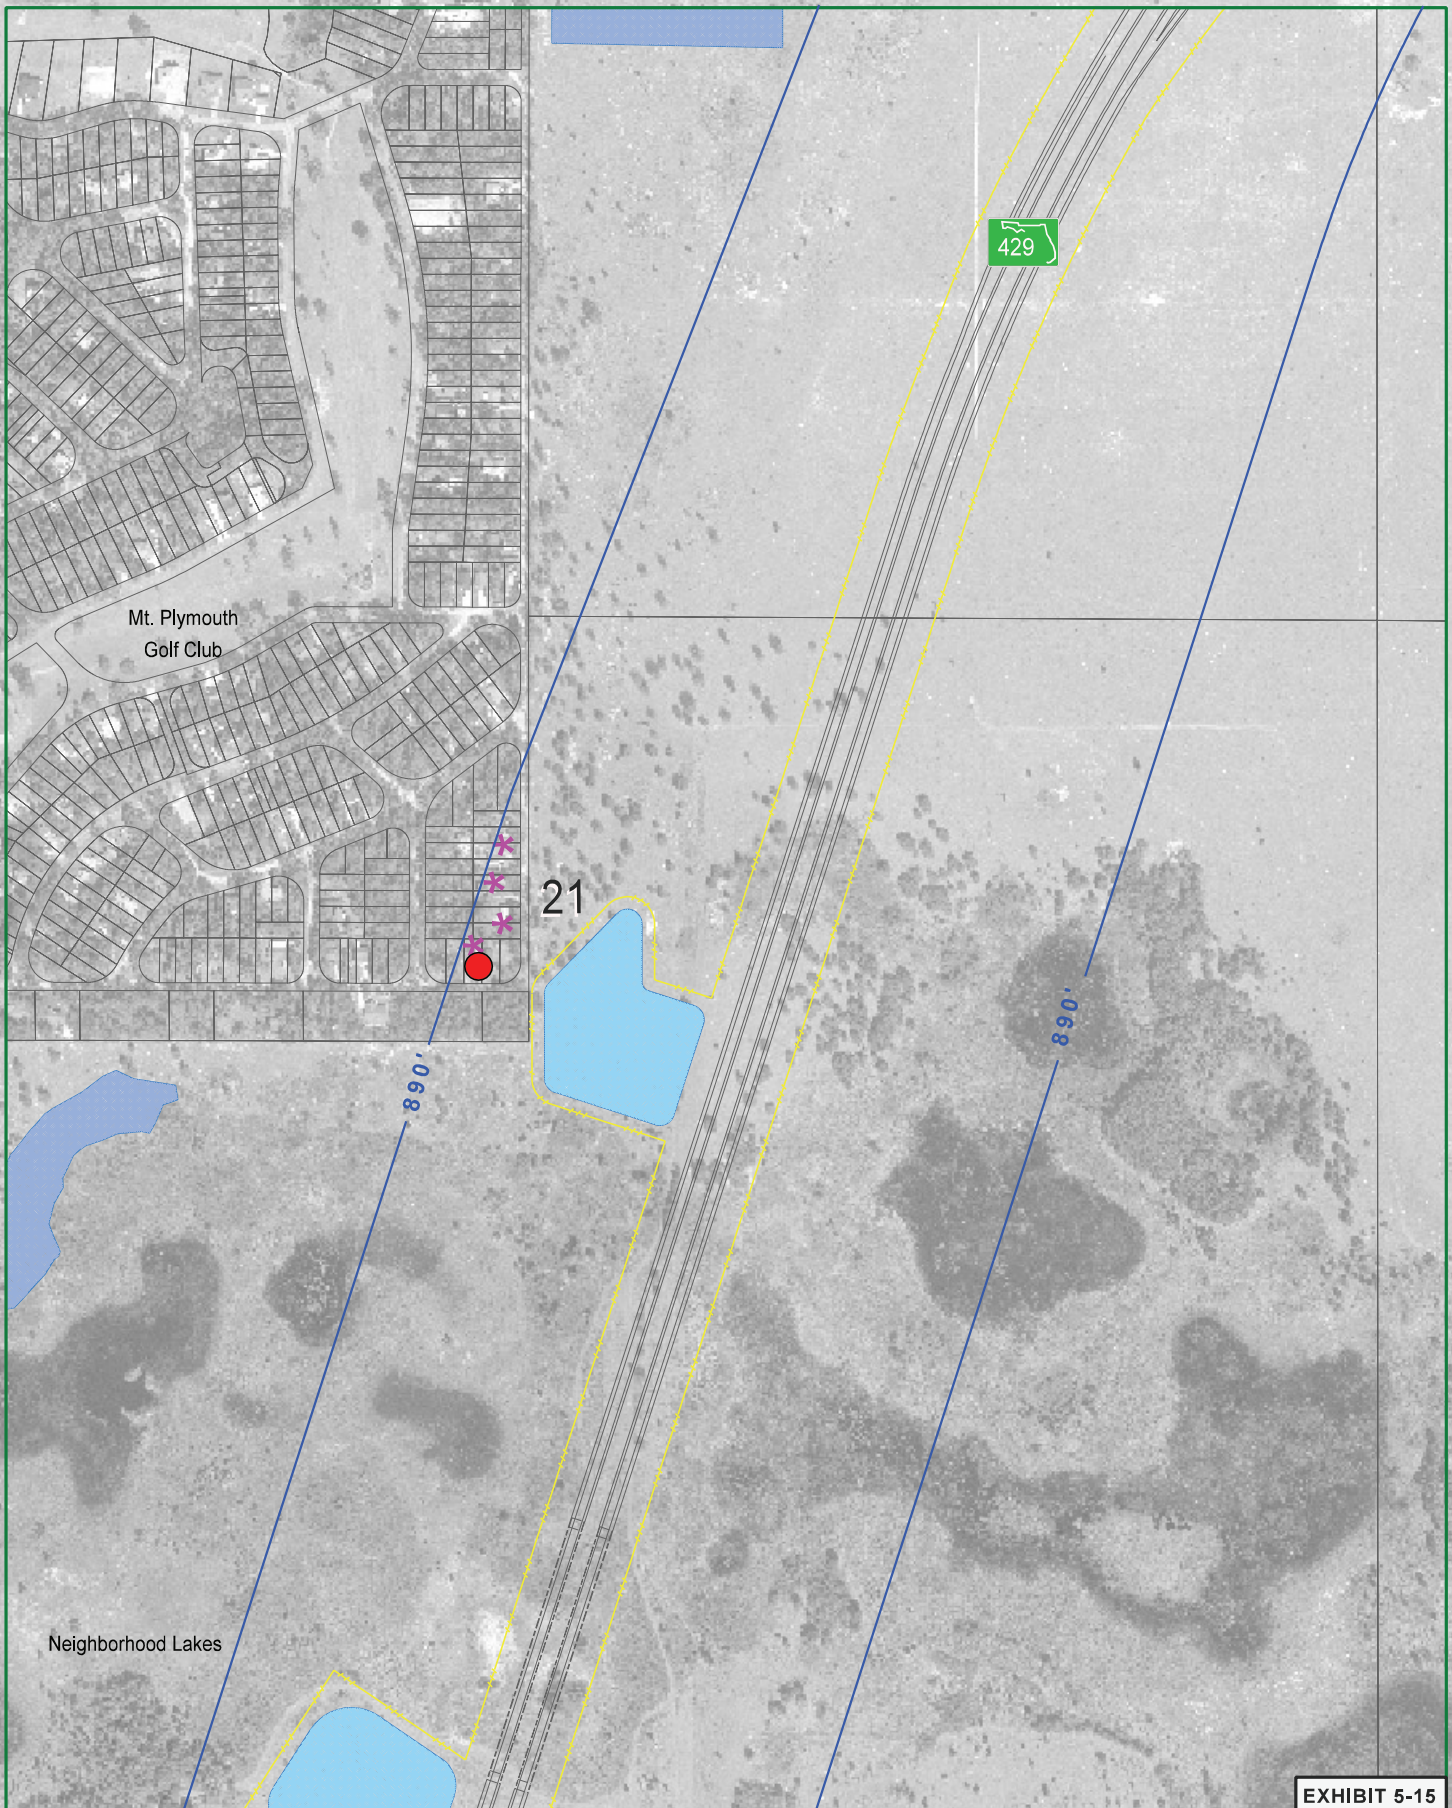 429
Mt. Plymouth
Golf Club
21
890'
890'
Neighborhood Lakes
EXHIBIT 5-15